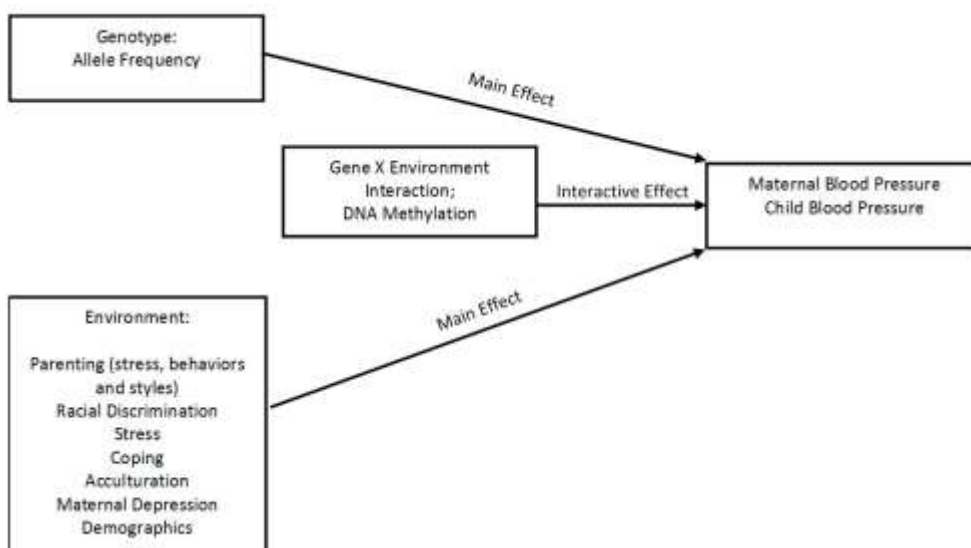 Genotype:
Allele Frequency
Main Effect
Gene X Environment
Interaction;
DNA Methylation
Interactive Effect
Maternal Blood Pressure
Child Blood Pressure
Main Effect
Environment:
Parenting (stress, behaviors
and styles)
Racial Discrimination
Stress
Coping
Acculturation
Maternal Depression
Demographics